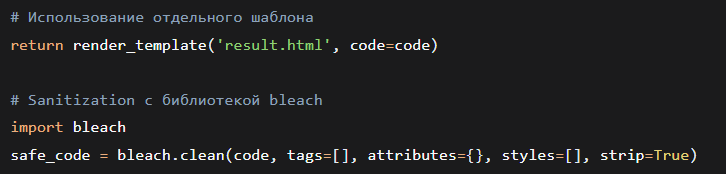 # Использование отдельного шаблона
return render_template('result.html', code=code)
# Sanitization с библиотекой bleach
import bleach
safe_code = bleach.clean(code, tags=[], attributes={}, styles=[], strip=True)